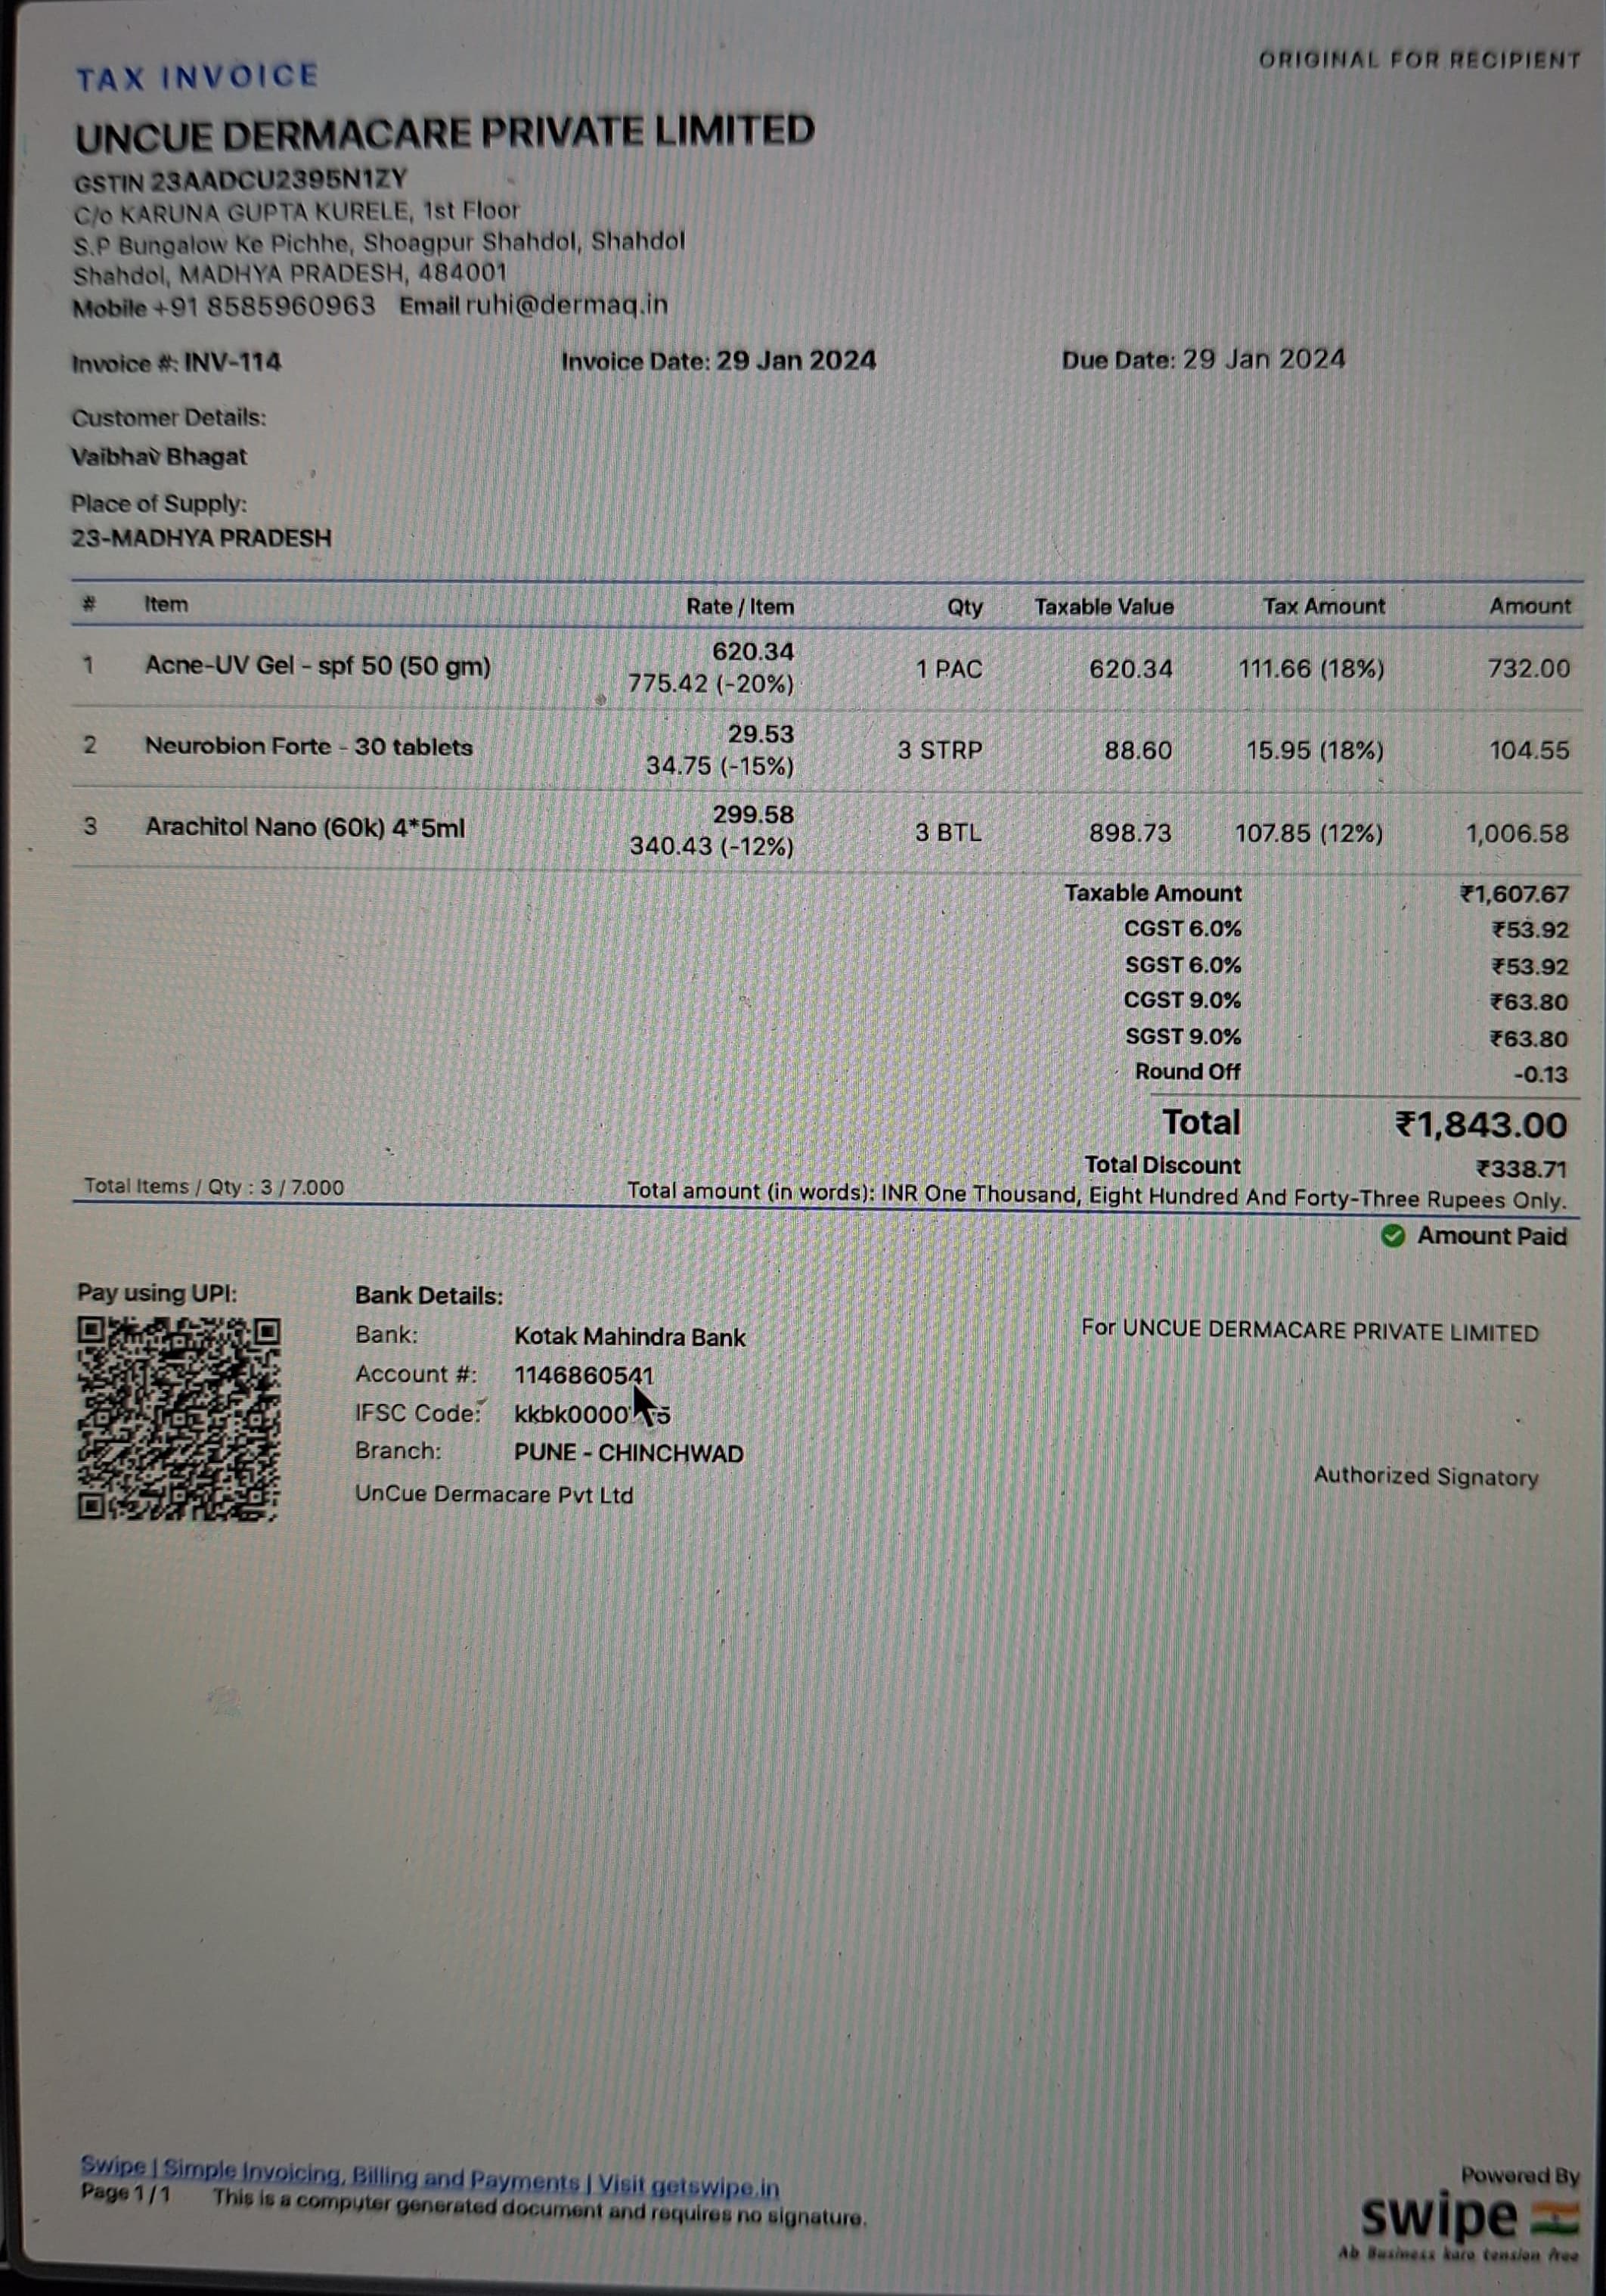 ORIGINAL FOR RECIPIENT
TAX INVOICE
UNCUE DERMACARE PRIVATE LIMITED
GSTIN 23AADCU2395N1ZY
C/o KARUNA GUPTA KURELE, 1st Floor
S.P Bungalow Ke Pichhe, Shoagpur Shahdol, Shahdol
Shahdol, MADHYA PRADESH, 484001
Mobile +91 8585960963 Email ruhi@dermaq.in
Invoice #: INV-114 Invoice Date: 29 Jan 2024 Due Date: 29 Jan 2024
Customer Details:
Vaibhav Bhagat
Place of Supply:
23-MADHYA PRADESH
# Item Rate / Item Qty Taxable Value Tax Amount Amount
1 Acne-UV Gel - spf 50 (50 gm) 620.34 1 PAC 620.34 111.66 (18%) 732.00
775.42 (-20%)
2 Neurobion Forte - 30 tablets 29.53 3 STRP 88.60 15.95 (18%) 104.55
34.75 (-15%)
3 Arachitol Nano (60k) 4*5ml 299.58 3 BTL 898.73 107.85 (12%) 1,006.58
340.43 (-12%)
Taxable Amount ₹1,607.67
CGST 6.0% ₹53.92
SGST 6.0% ₹53.92
CGST 9.0% ₹63.80
SGST 9.0% ₹63.80
Round Off -0.13
Total ₹1,843.00
Total Discount ₹338.71
Total Items / Qty : 3 / 7.000 Total amount (in words): INR One Thousand, Eight Hundred And Forty-Three Rupees Only.
Amount Paid
Pay using UPI:
Bank Details:
Bank: Kotak Mahindra Bank
Account #: 1146860541
IFSC Code:
Branch: PUNE - CHINCHWAD
UnCue Dermacare Pvt Ltd
For UNCUE DERMACARE PRIVATE LIMITED
Authorized Signatory
Swipe | Simple Invoicing, Billing and Payments | Visit getswipe.in
Page 1 / 1 This is a computer generated document and requires no signature.
Powered By
swipe
Ab Business karo tension free